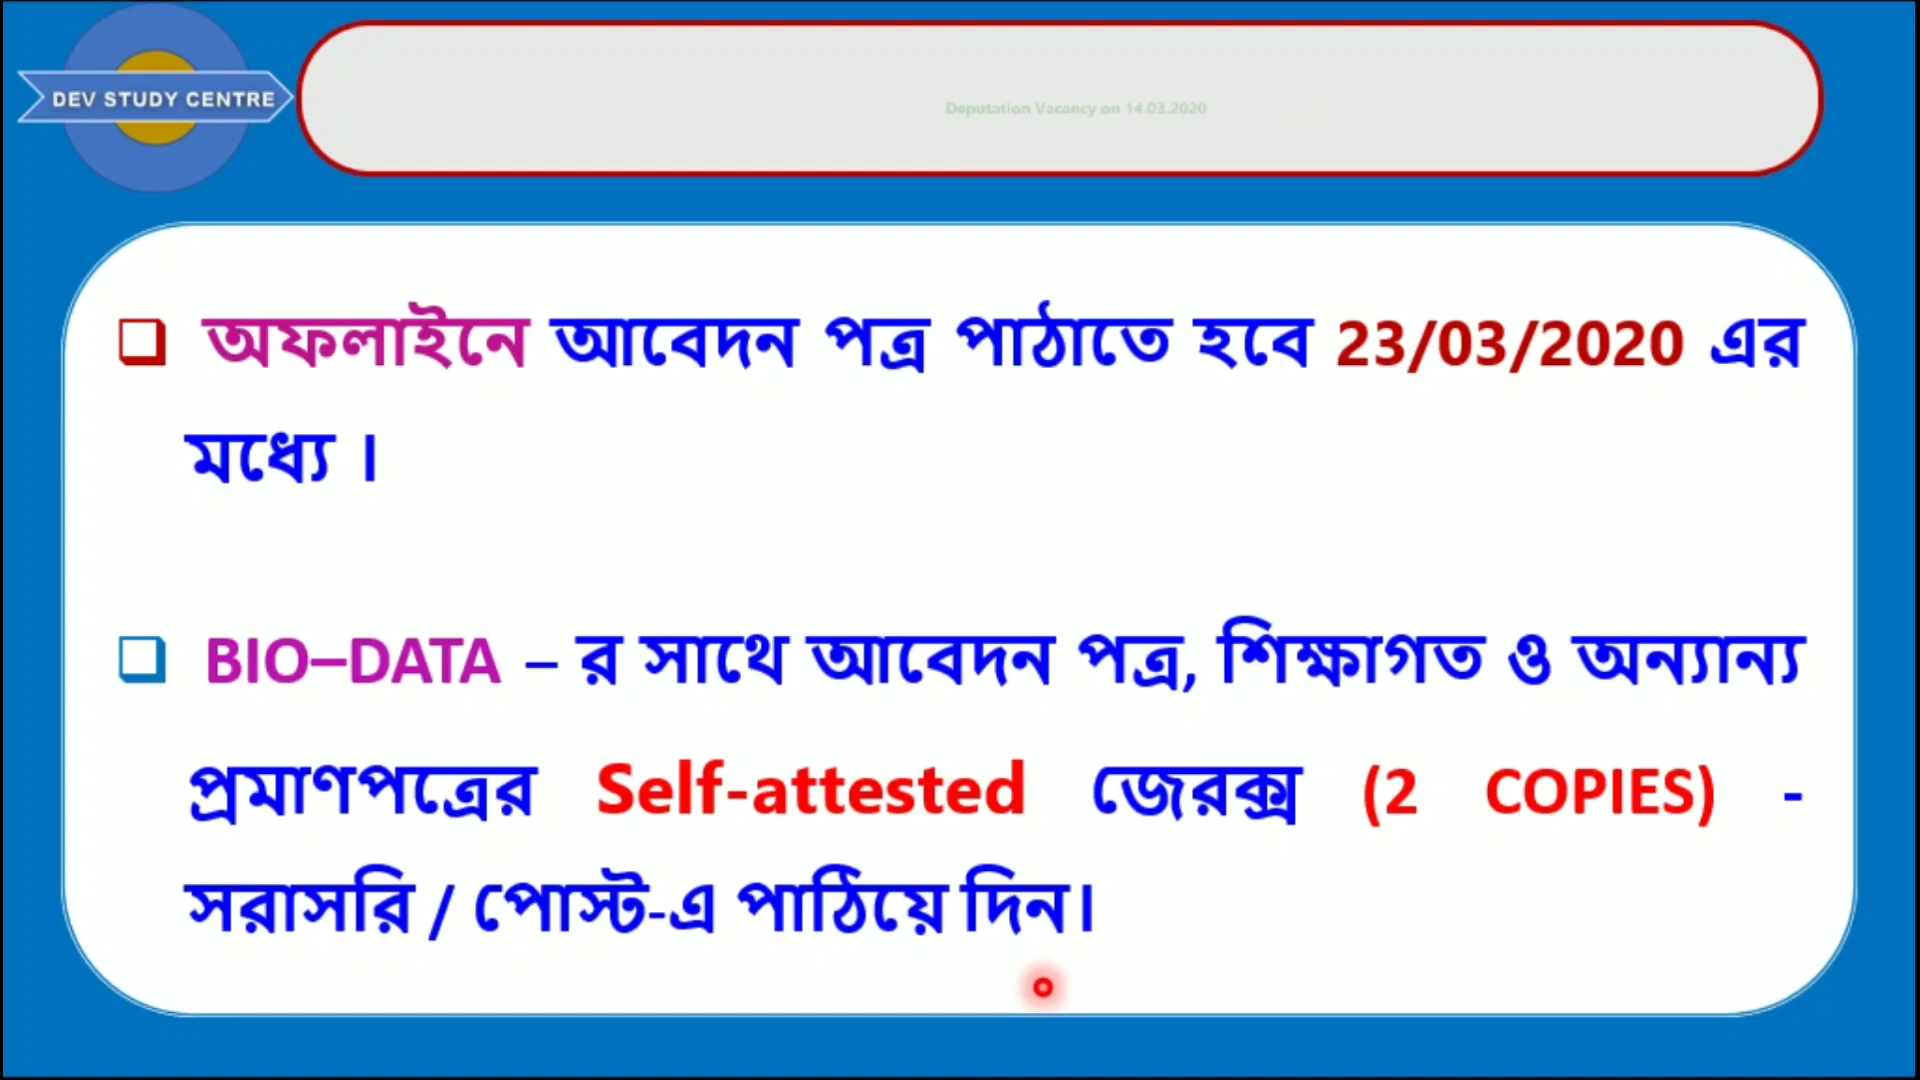 DEV STUDY CENTRE
Deputation Vacancy on 14.03.2020
অফলাইনে আবেদন পত্র পাঠাতে হবে 23/03/2020 এর
মধ্যে ।
BIO–DATA – র সাথে আবেদন পত্র, শিক্ষাগত ও অন্যান্য
প্রমাণপত্রের Self-attested জেরক্স (2 COPIES) -
সরাসরি / পোস্ট-এ পাঠিয়ে দিন।